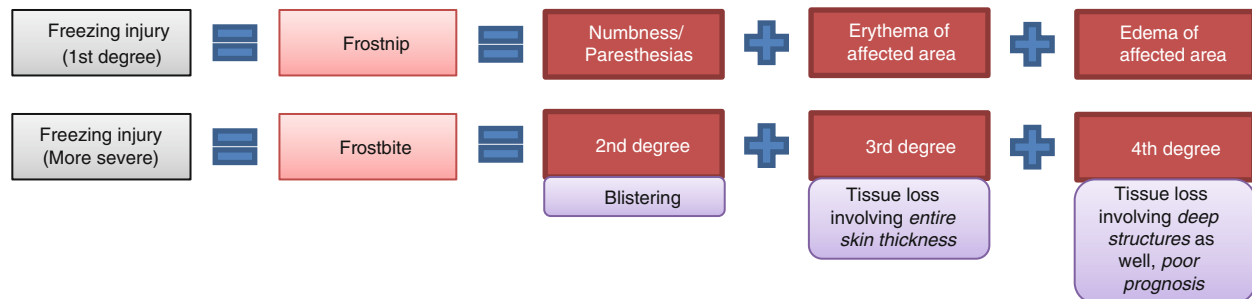 Freezing injury
(1st degree)
Frostnip
Numbness/
Paresthesias
Erythema of
affected area
Edema of
affected area
Freezing injury
(More severe)
Frostbite
2nd degree
3rd degree
4th degree
Blistering
Tissue loss
involving entire
skin thickness
Tissue loss
involving deep
structures as
well, poor
prognosis